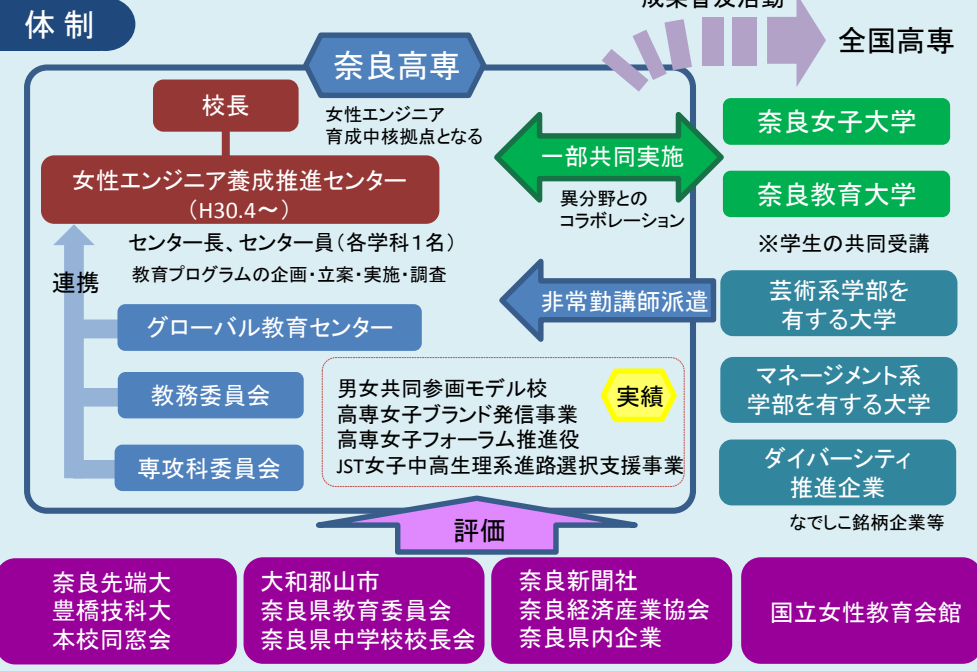 体制
成果普及活動
全国高専
奈良高専
校長
女性エンジニア
育成中核拠点となる
女性エンジニア養成推進センター
（H30.4～）
センター長、センター員（各学科１名）
教育プログラムの企画・立案・実施・調査
連携
グローバル教育センター
教務委員会
専攻科委員会
一部共同実施
異分野との
コラボレーション
奈良女子大学
奈良教育大学
※学生の共同受講
非常勤講師派遣
芸術系学部を
有する大学
マネージメント系
学部を有する大学
ダイバーシティ
推進企業
なでしこ銘柄企業等
実績
男女共同参画モデル校
高専女子ブランド発信事業
高専女子フォーラム推進役
JST女子中高生理系進路選択支援事業
評価
奈良先端大
豊橋技科大
本校同窓会
大和郡山市
奈良県教育委員会
奈良県中学校校長会
奈良新聞社
奈良経済産業協会
奈良県内企業
国立女性教育会館